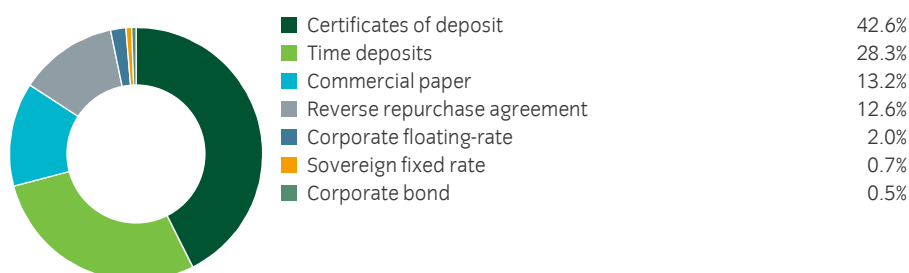 Certificates of deposit 42.6%
Time deposits 28.3%
Commercial paper 13.2%
Reverse repurchase agreement 12.6%
Corporate floating-rate 2.0%
Sovereign fixed rate 0.7%
Corporate bond 0.5%